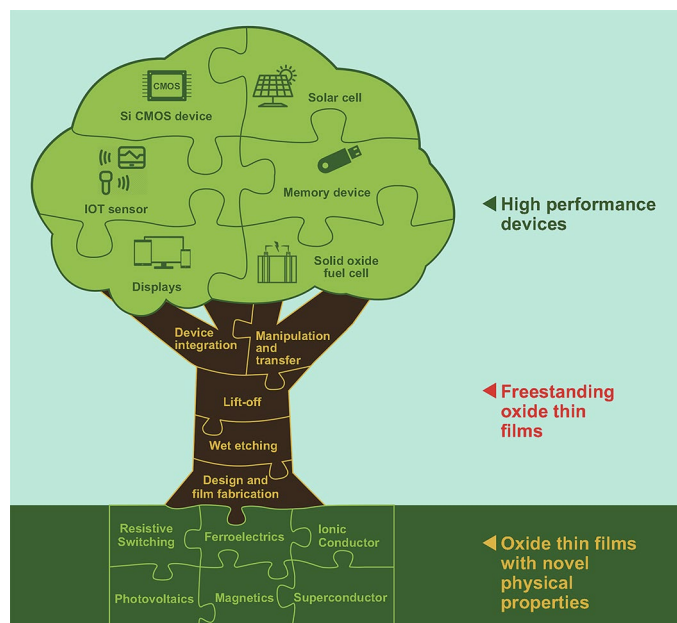 CMOS
Si CMOS device
Solar cell
IOT sensor
Memory device
Displays
Solid oxide
fuel cell
High performance
devices
Device
integration
Manipulation
and
transfer
Lift-off
Wet etching
Design and
film fabrication
Freestanding
oxide thin
films
Resistive
Switching
Ferroelectrics
Ionic
Conductor
Photovoltaics
Magnetics
Superconductor
Oxide thin films
with novel
physical
properties